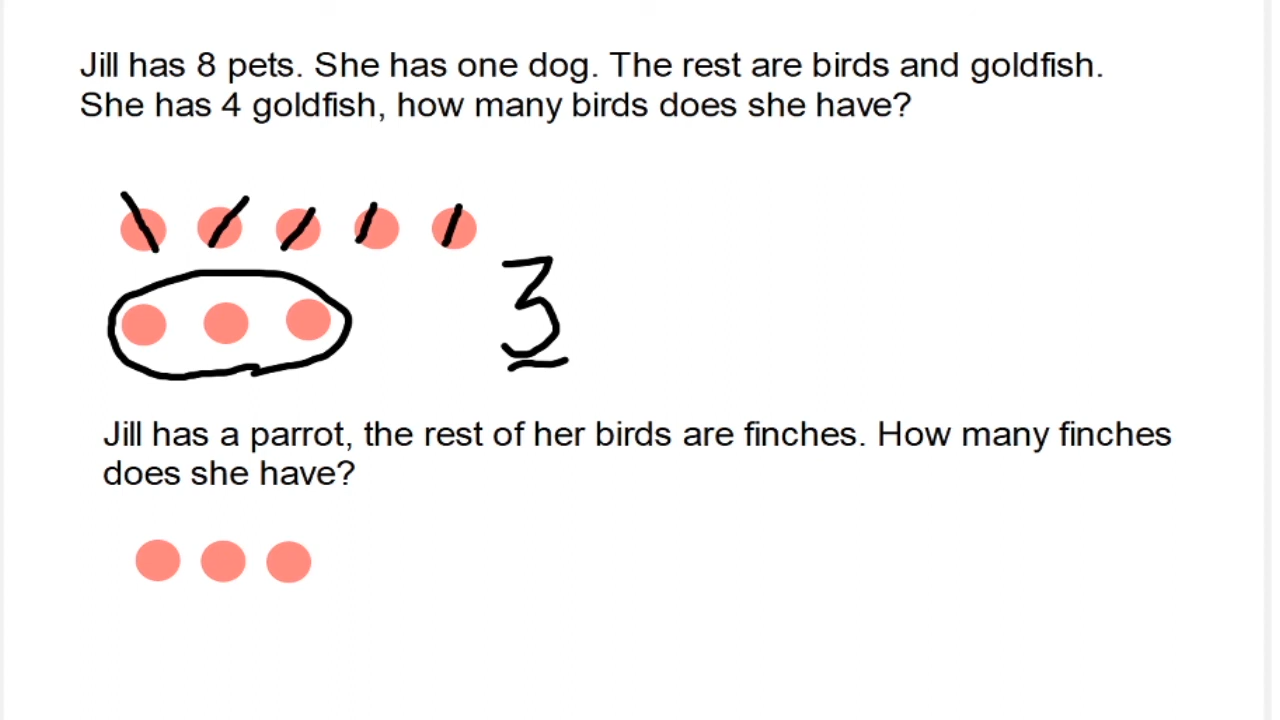 Jill has 8 pets. She has one dog. The rest are birds and goldfish.
She has 4 goldfish, how many birds does she have?
3
Jill has a parrot, the rest of her birds are finches. How many finches
does she have?